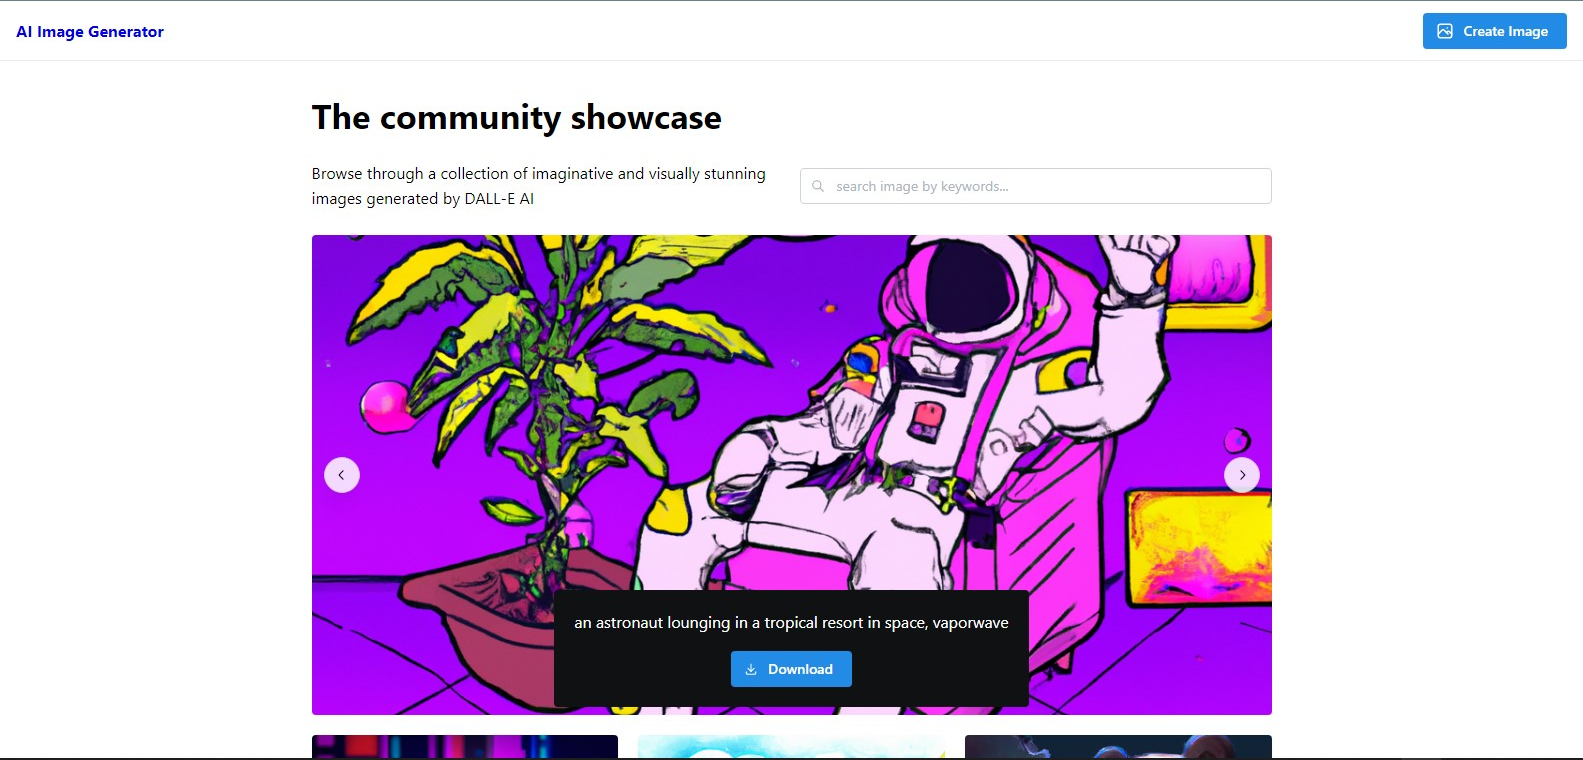 AI Image Generator
Create Image
The community showcase
Browse through a collection of imaginative and visually stunning
images generated by DALL-E AI
search image by keywords...
an astronaut lounging in a tropical resort in space, vaporwave
Download